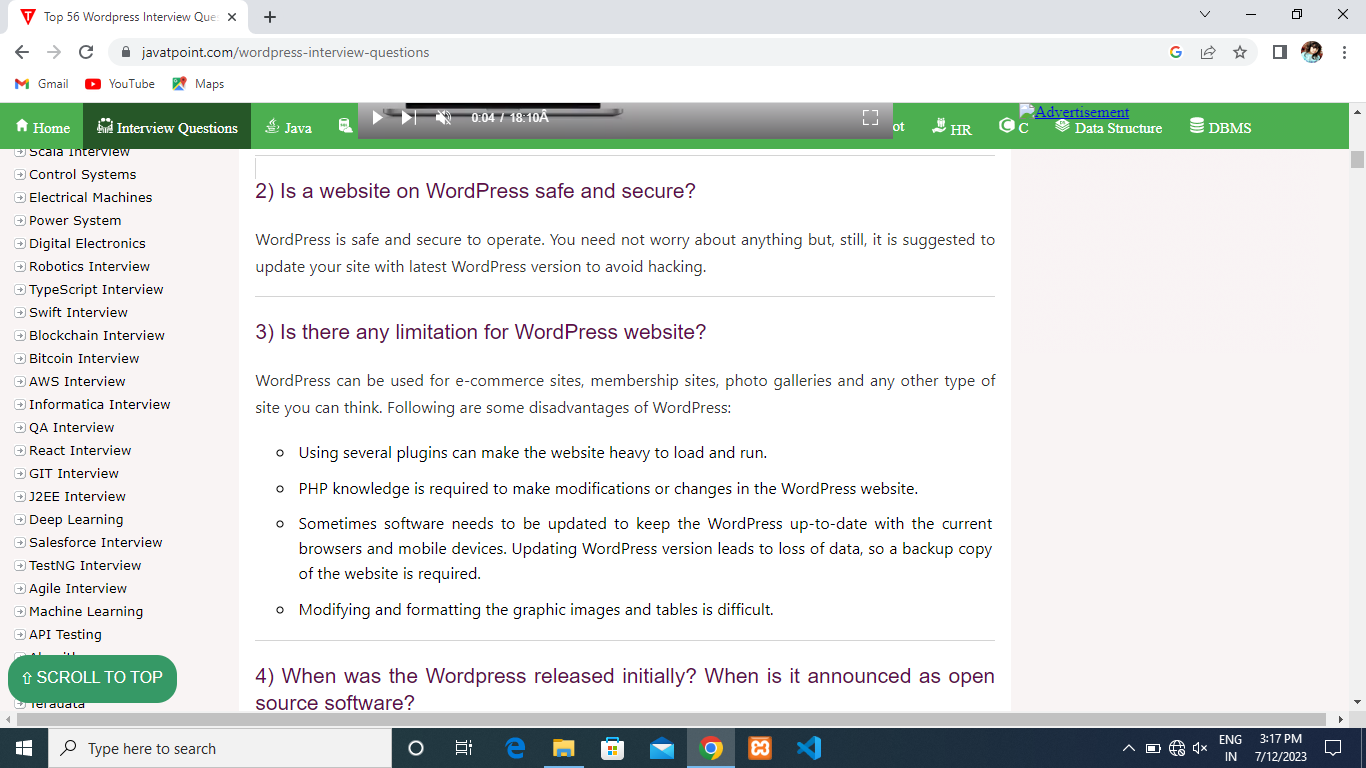 Top 56 Wordpress Interview Que
javatpoint.com/wordpress-interview-questions
Gmail YouTube Maps
Home Interview Questions Java 0:04 / 18:10Â ot HR C Advertisement Data Structure DBMS
Scala Interview
Control Systems
Electrical Machines
Power System
Digital Electronics
Robotics Interview
TypeScript Interview
Swift Interview
Blockchain Interview
Bitcoin Interview
AWS Interview
Informatica Interview
QA Interview
React Interview
GIT Interview
J2EE Interview
Deep Learning
Salesforce Interview
TestNG Interview
Agile Interview
Machine Learning
API Testing
⇧ SCROLL TO TOP
Teradata
2) Is a website on WordPress safe and secure?
WordPress is safe and secure to operate. You need not worry about anything but, still, it is suggested to
update your site with latest WordPress version to avoid hacking.
3) Is there any limitation for WordPress website?
WordPress can be used for e-commerce sites, membership sites, photo galleries and any other type of
site you can think. Following are some disadvantages of WordPress:
Using several plugins can make the website heavy to load and run.
PHP knowledge is required to make modifications or changes in the WordPress website.
Sometimes software needs to be updated to keep the WordPress up-to-date with the current
browsers and mobile devices. Updating WordPress version leads to loss of data, so a backup copy
of the website is required.
Modifying and formatting the graphic images and tables is difficult.
4) When was the Wordpress released initially? When is it announced as open
source software?
Type here to search
ENG
IN
3:17 PM
7/12/2023